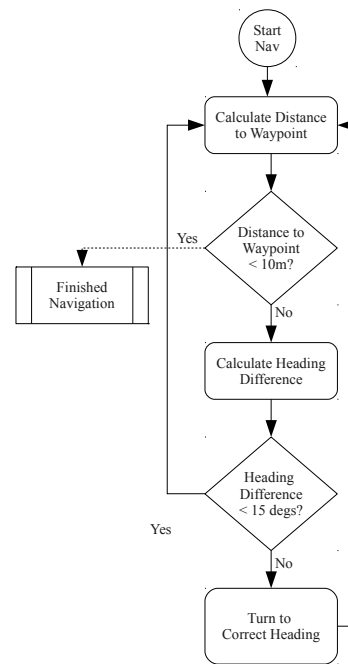 Start
Nav
Calculate Distance
to Waypoint
Distance to
Waypoint
< 10m?
Yes
Finished
Navigation
No
Calculate Heading
Difference
Heading
Difference
< 15 degs?
Yes
No
Turn to
Correct Heading